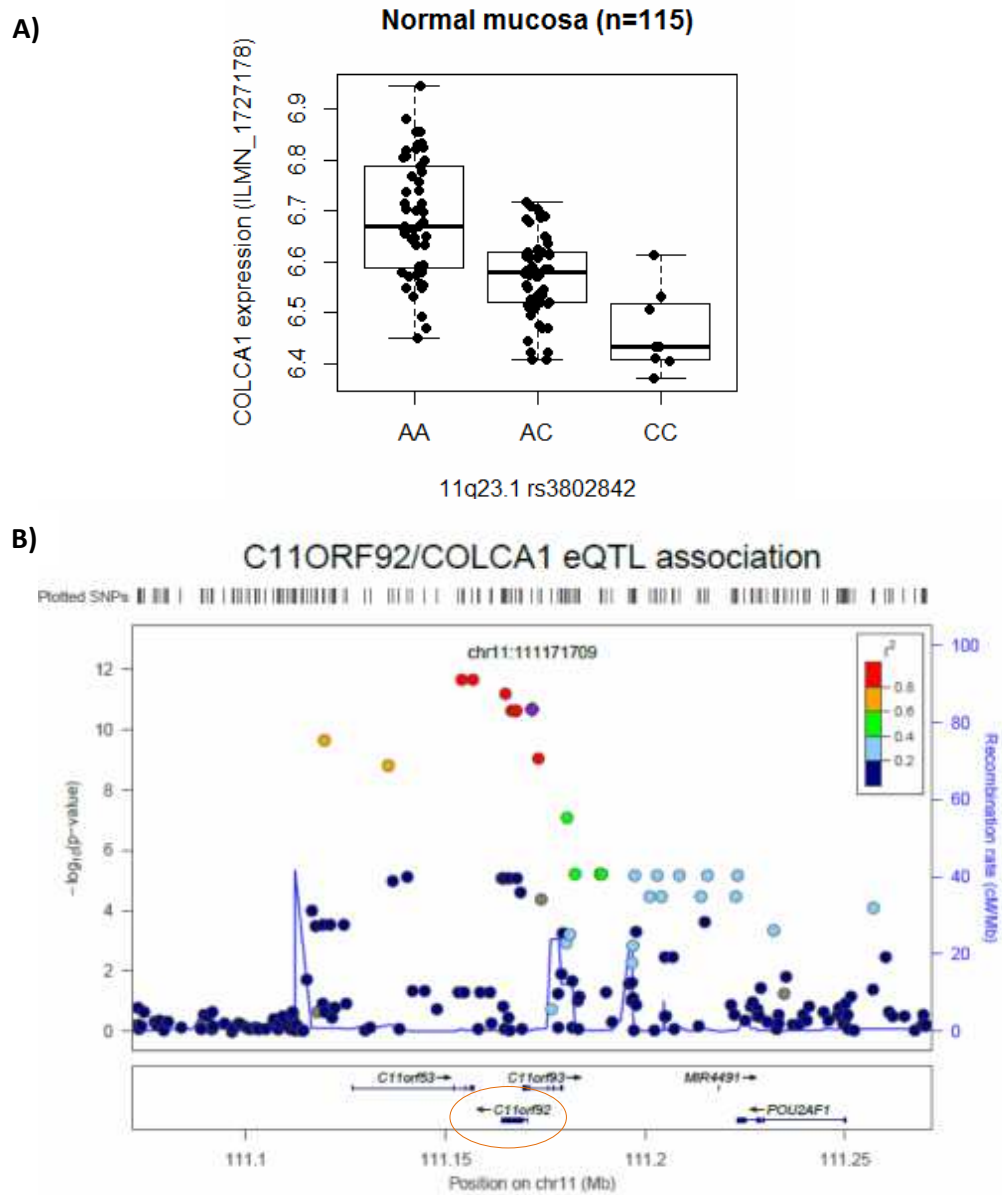 A)
Normal mucosa (n=115)
COLCA1 expression (ILMN_1727178)
6.9
6.8
6.7
6.6
6.5
6.4
AA AC CC
11q23.1 rs3802842
B)
C11ORF92/COLCA1 eQTL association
Plotted SNPs
chr11:111171709
r²
0.8
0.6
0.4
0.2
−log₁₀(p-value)
12
10
8
6
4
2
0
Recombination rate (cM/Mb)
100
80
60
40
20
0
C11orf53→ C11orf93→ MIR4491→
←C11orf92 ←POU2AF1
111.1 111.15 111.2 111.25
Position on chr11 (Mb)